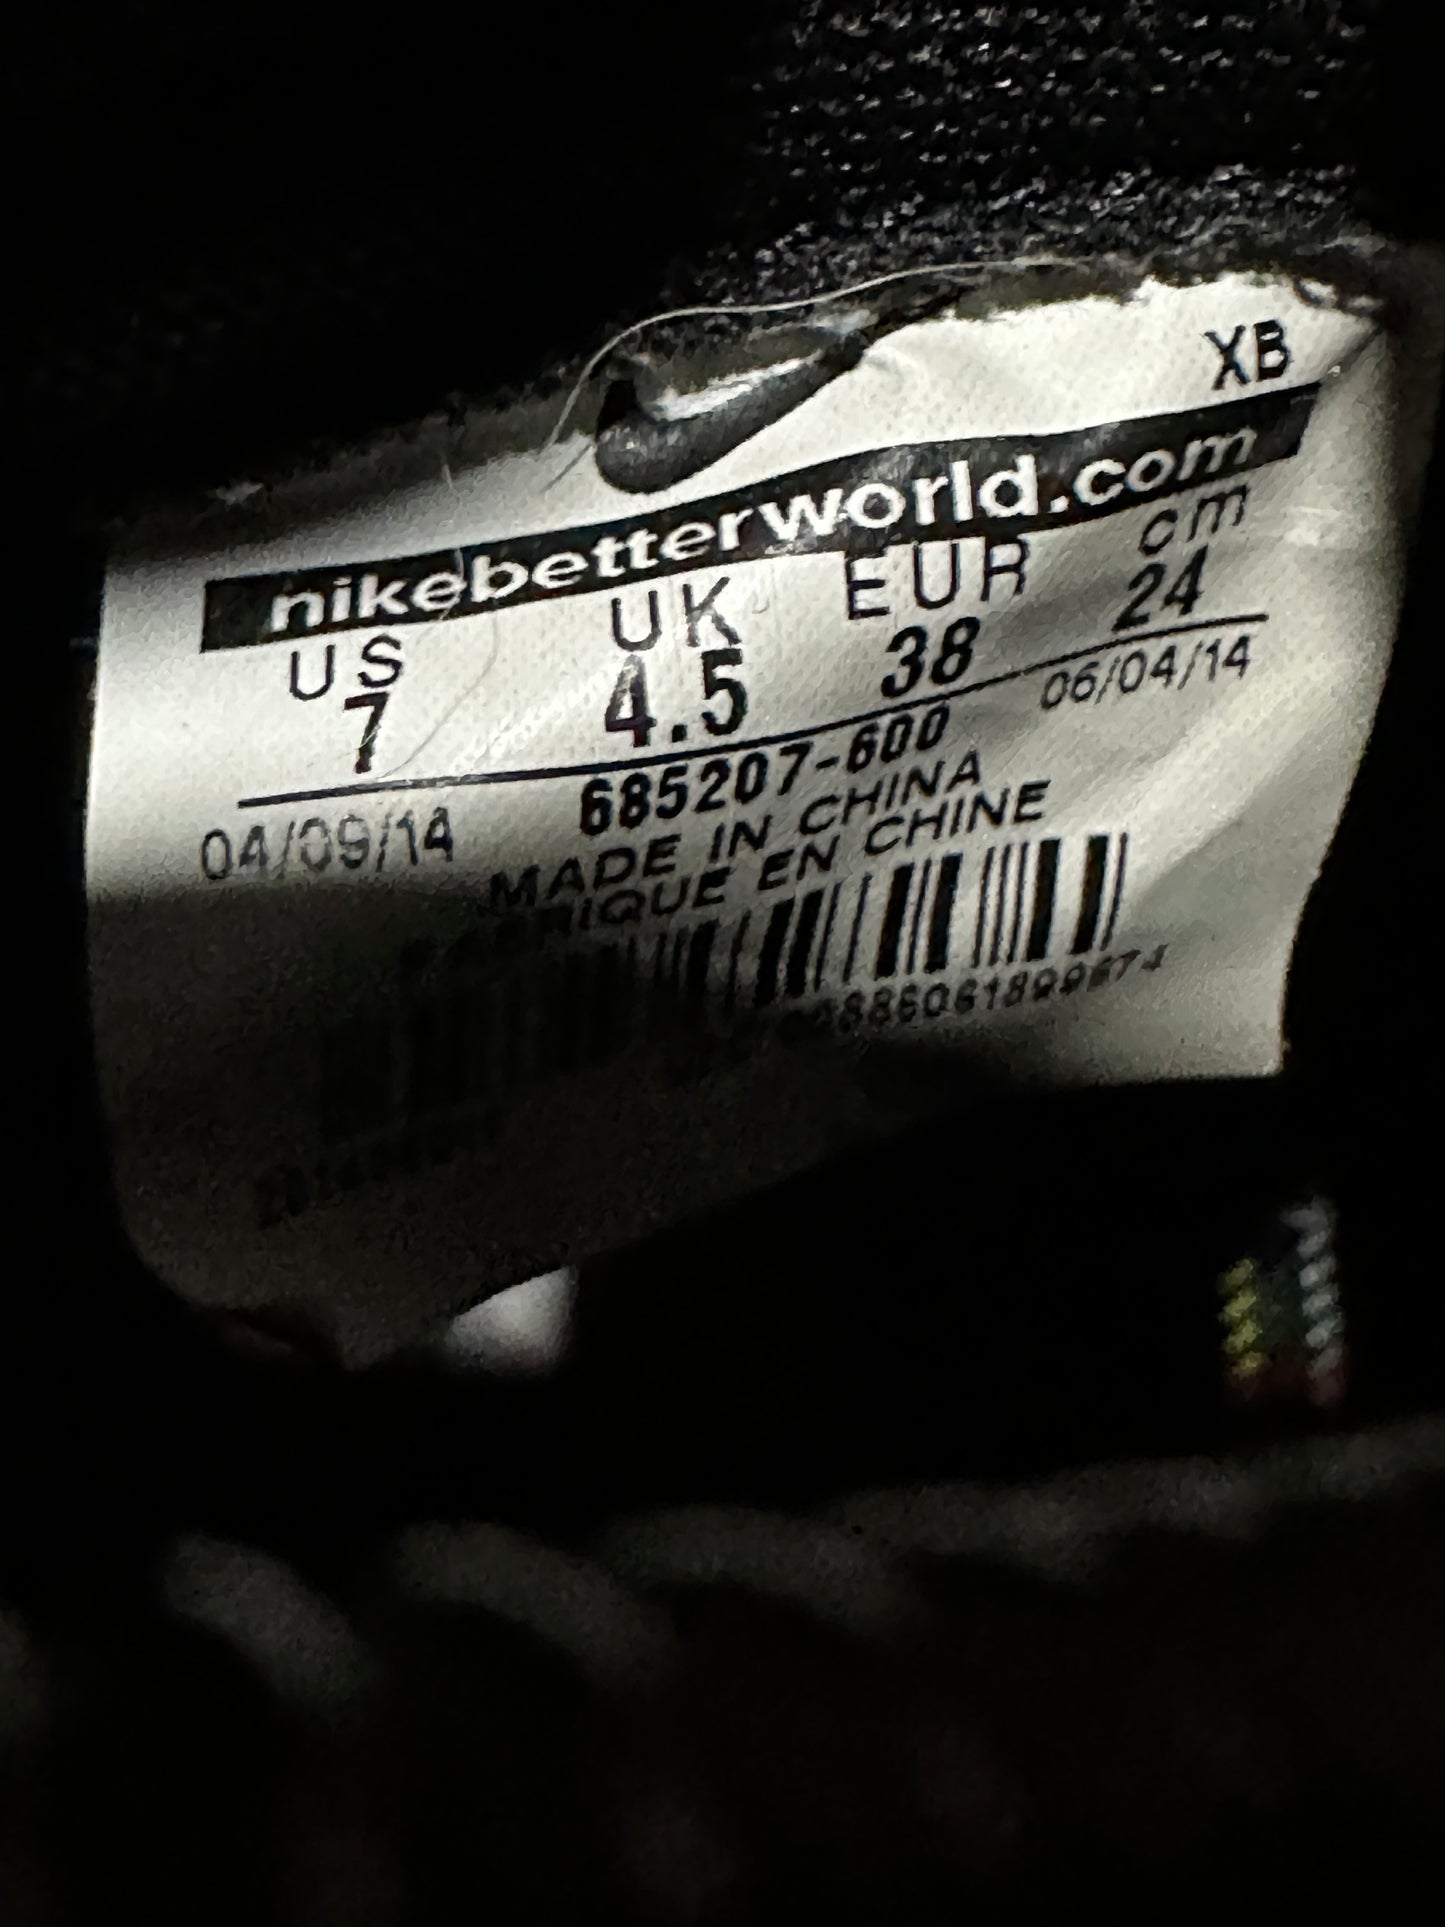 XB
nikebetterworld.com
US UK EUR cm
7 4.5 38 24
04/09/14 685207-600 06/04/14
MADE IN CHINA
FABRIQUE EN CHINE